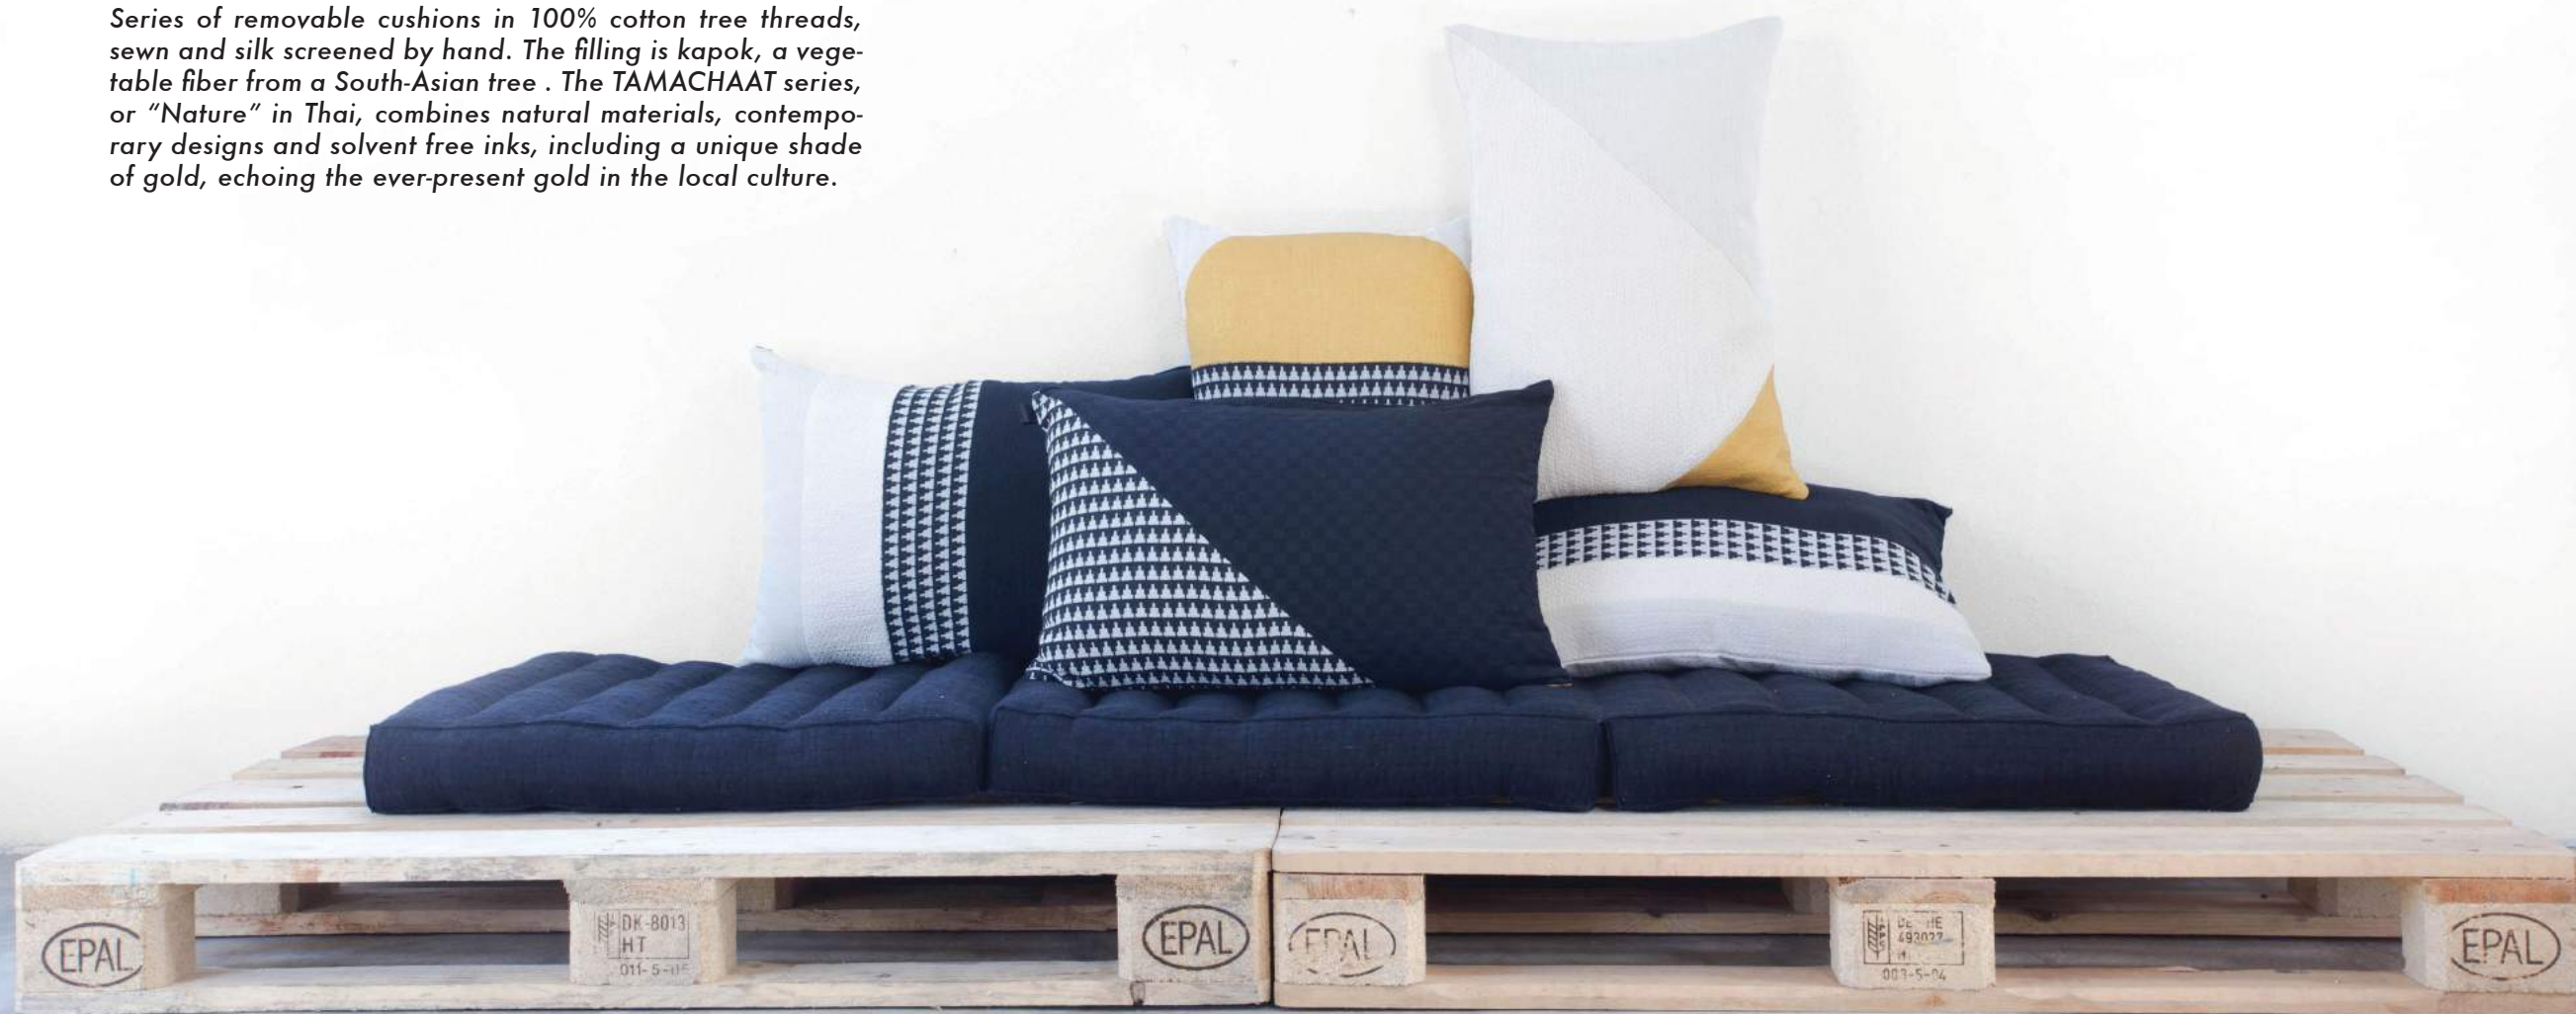 Series of removable cushions in 100% cotton tree threads,
sewn and silk screened by hand. The filling is kapok, a vege-
table fiber from a South-Asian tree . The TAMACHAAT series,
or “Nature” in Thai, combines natural materials, contempo-
rary designs and solvent free inks, including a unique shade
of gold, echoing the ever-present gold in the local culture.
EPAL
DK-8013
HT
EPAL
EPAL
EPAL